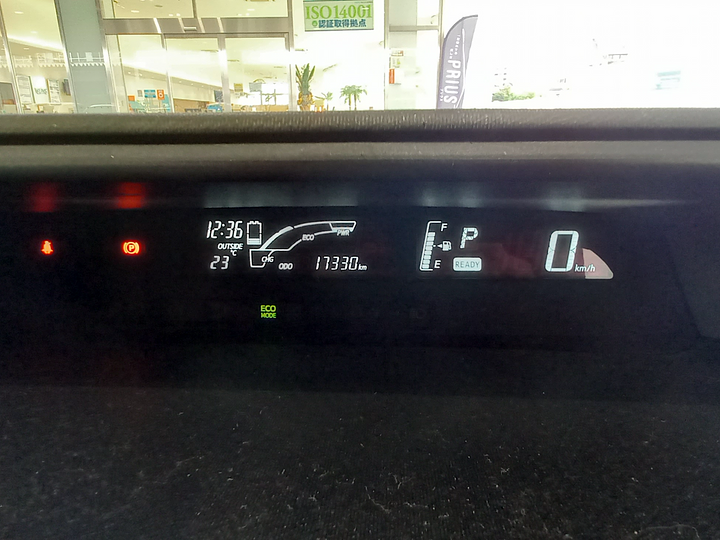 ISO14001
認証取得拠点
PRIUS
12:36
OUTSIDE
23 °C
CHG
ECO
PWR
ODO 17330 km
F
E
P
READY
0 km/h
(P)
ECO
MODE